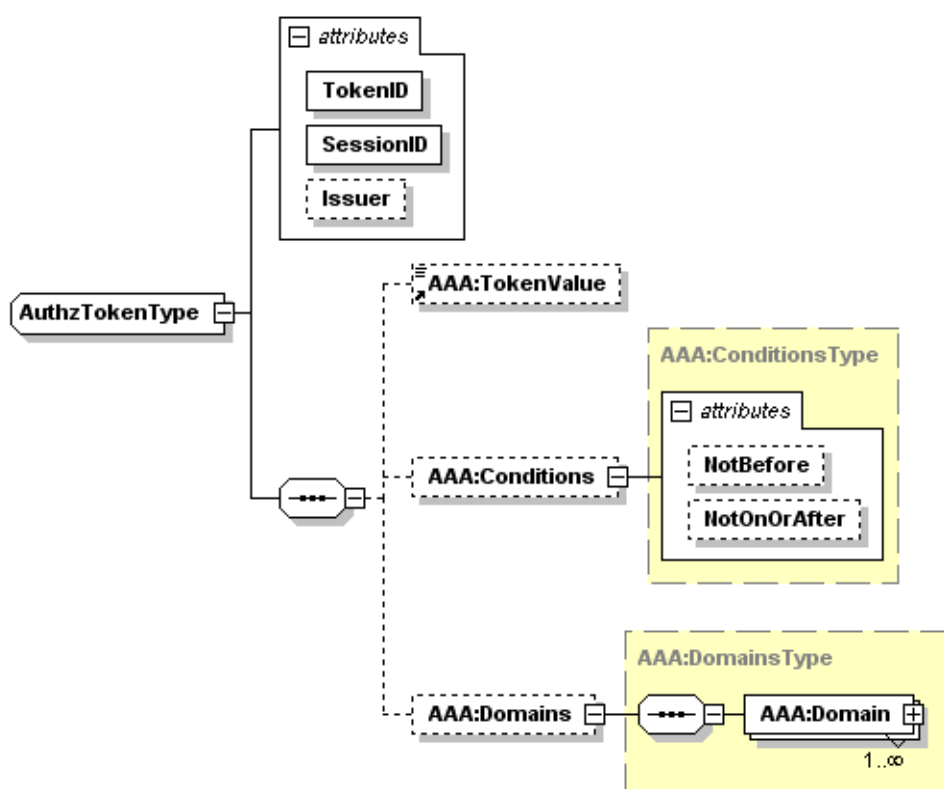 attributes
TokenID
SessionID
Issuer
AuthzTokenType
AAA:TokenValue
AAA:ConditionsType
attributes
NotBefore
NotOnOrAfter
AAA:Conditions
AAA:DomainsType
AAA:Domains
AAA:Domain
1..∞